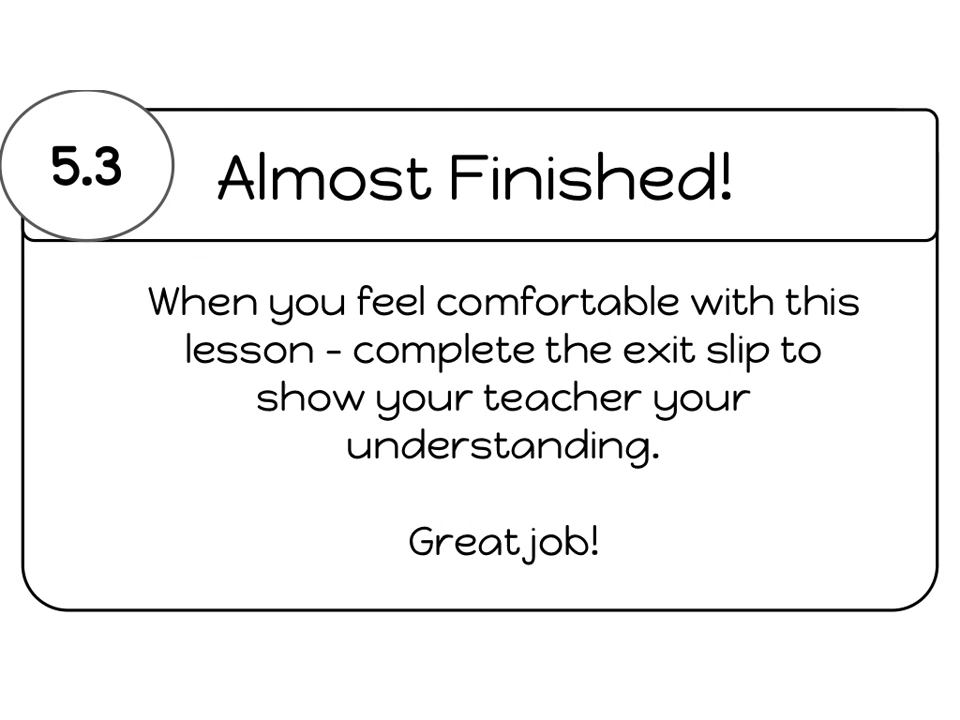 5.3
Almost Finished!
When you feel comfortable with this
lesson - complete the exit slip to
show your teacher your
understanding.
Great job!